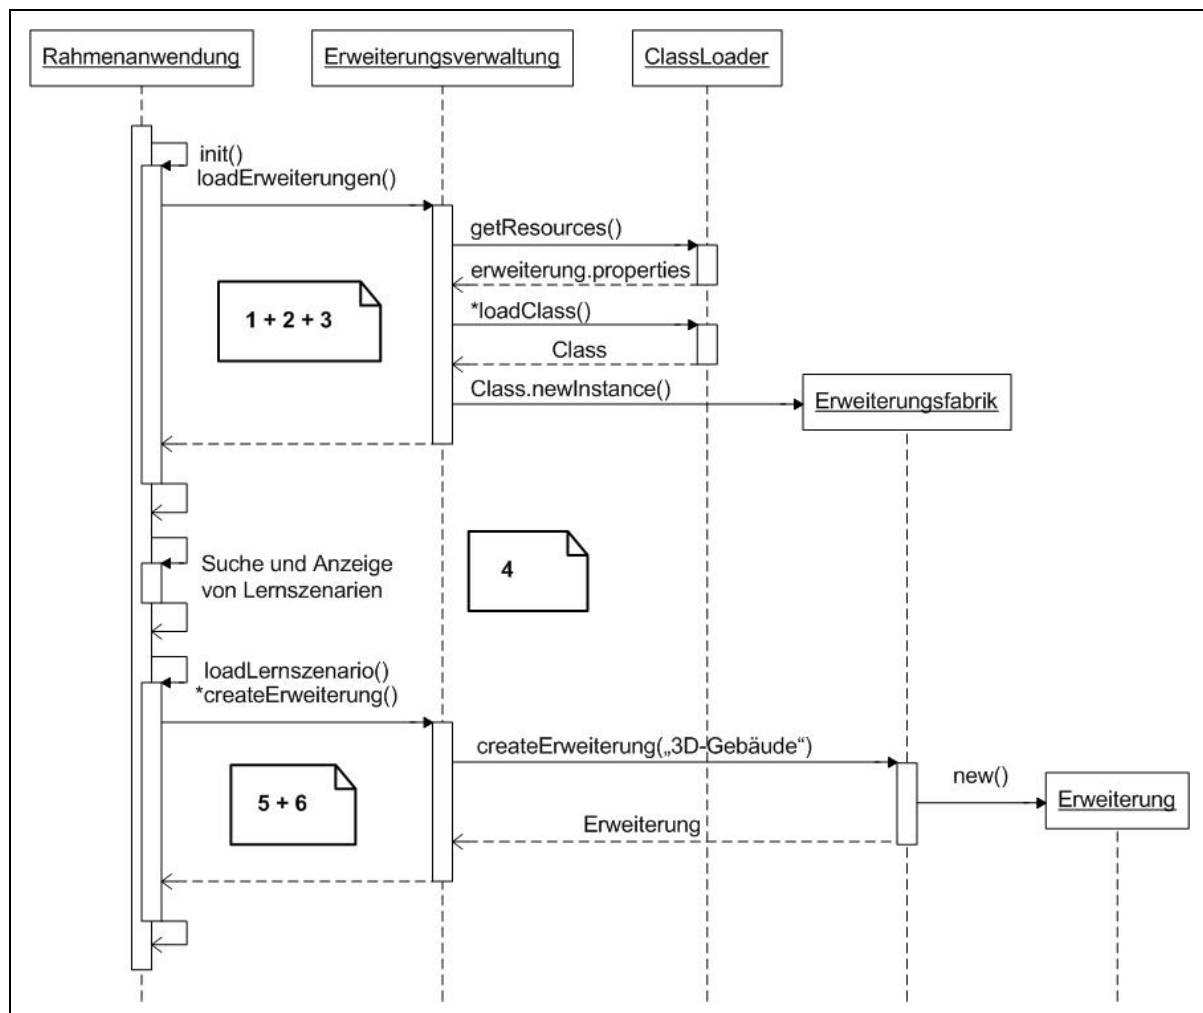 Rahmenanwendung
Erweiterungsverwaltung
ClassLoader
init()
loadErweiterungen()
getResources()
erweiterung.properties
1 + 2 + 3
*loadClass()
Class
Class.newInstance()
Erweiterungsfabrik
Suche und Anzeige
von Lernszenarien
4
loadLernszenario()
*createErweiterung()
createErweiterung(„3D-Gebäude“)
new()
5 + 6
Erweiterung
Erweiterung